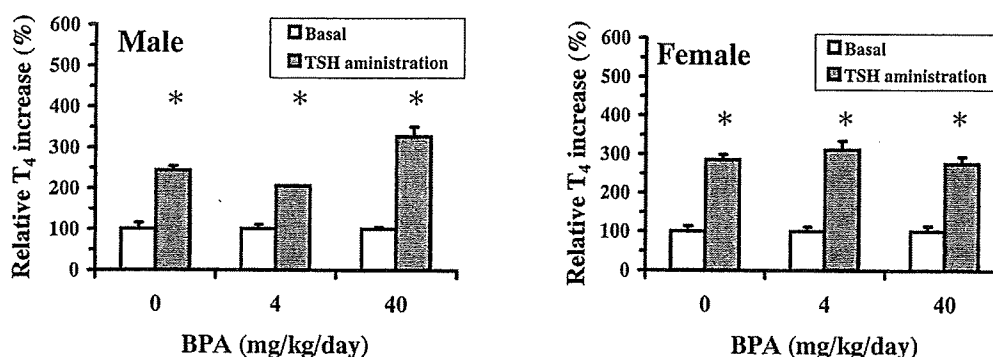 Male
Relative T4 increase (%)
600
500
400
300
200
100
0
Basal
TSH aministration
*
*
*
0
4
40
BPA (mg/kg/day)
Female
Relative T4 increase (%)
600
500
400
300
200
100
0
Basal
TSH aministration
*
*
*
0
4
40
BPA (mg/kg/day)